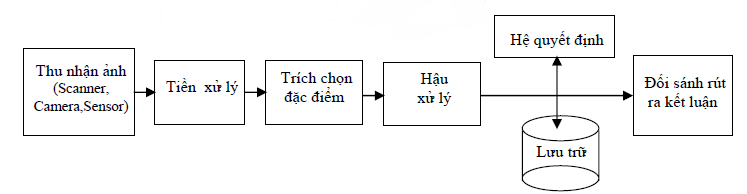 Thu nhận ảnh
(Scanner,
Camera,Sensor)
Tiền xử lý
Trích chọn
đặc điểm
Hậu
xử lý
Hệ quyết định
Lưu trữ
Đối sánh rút
ra kết luận